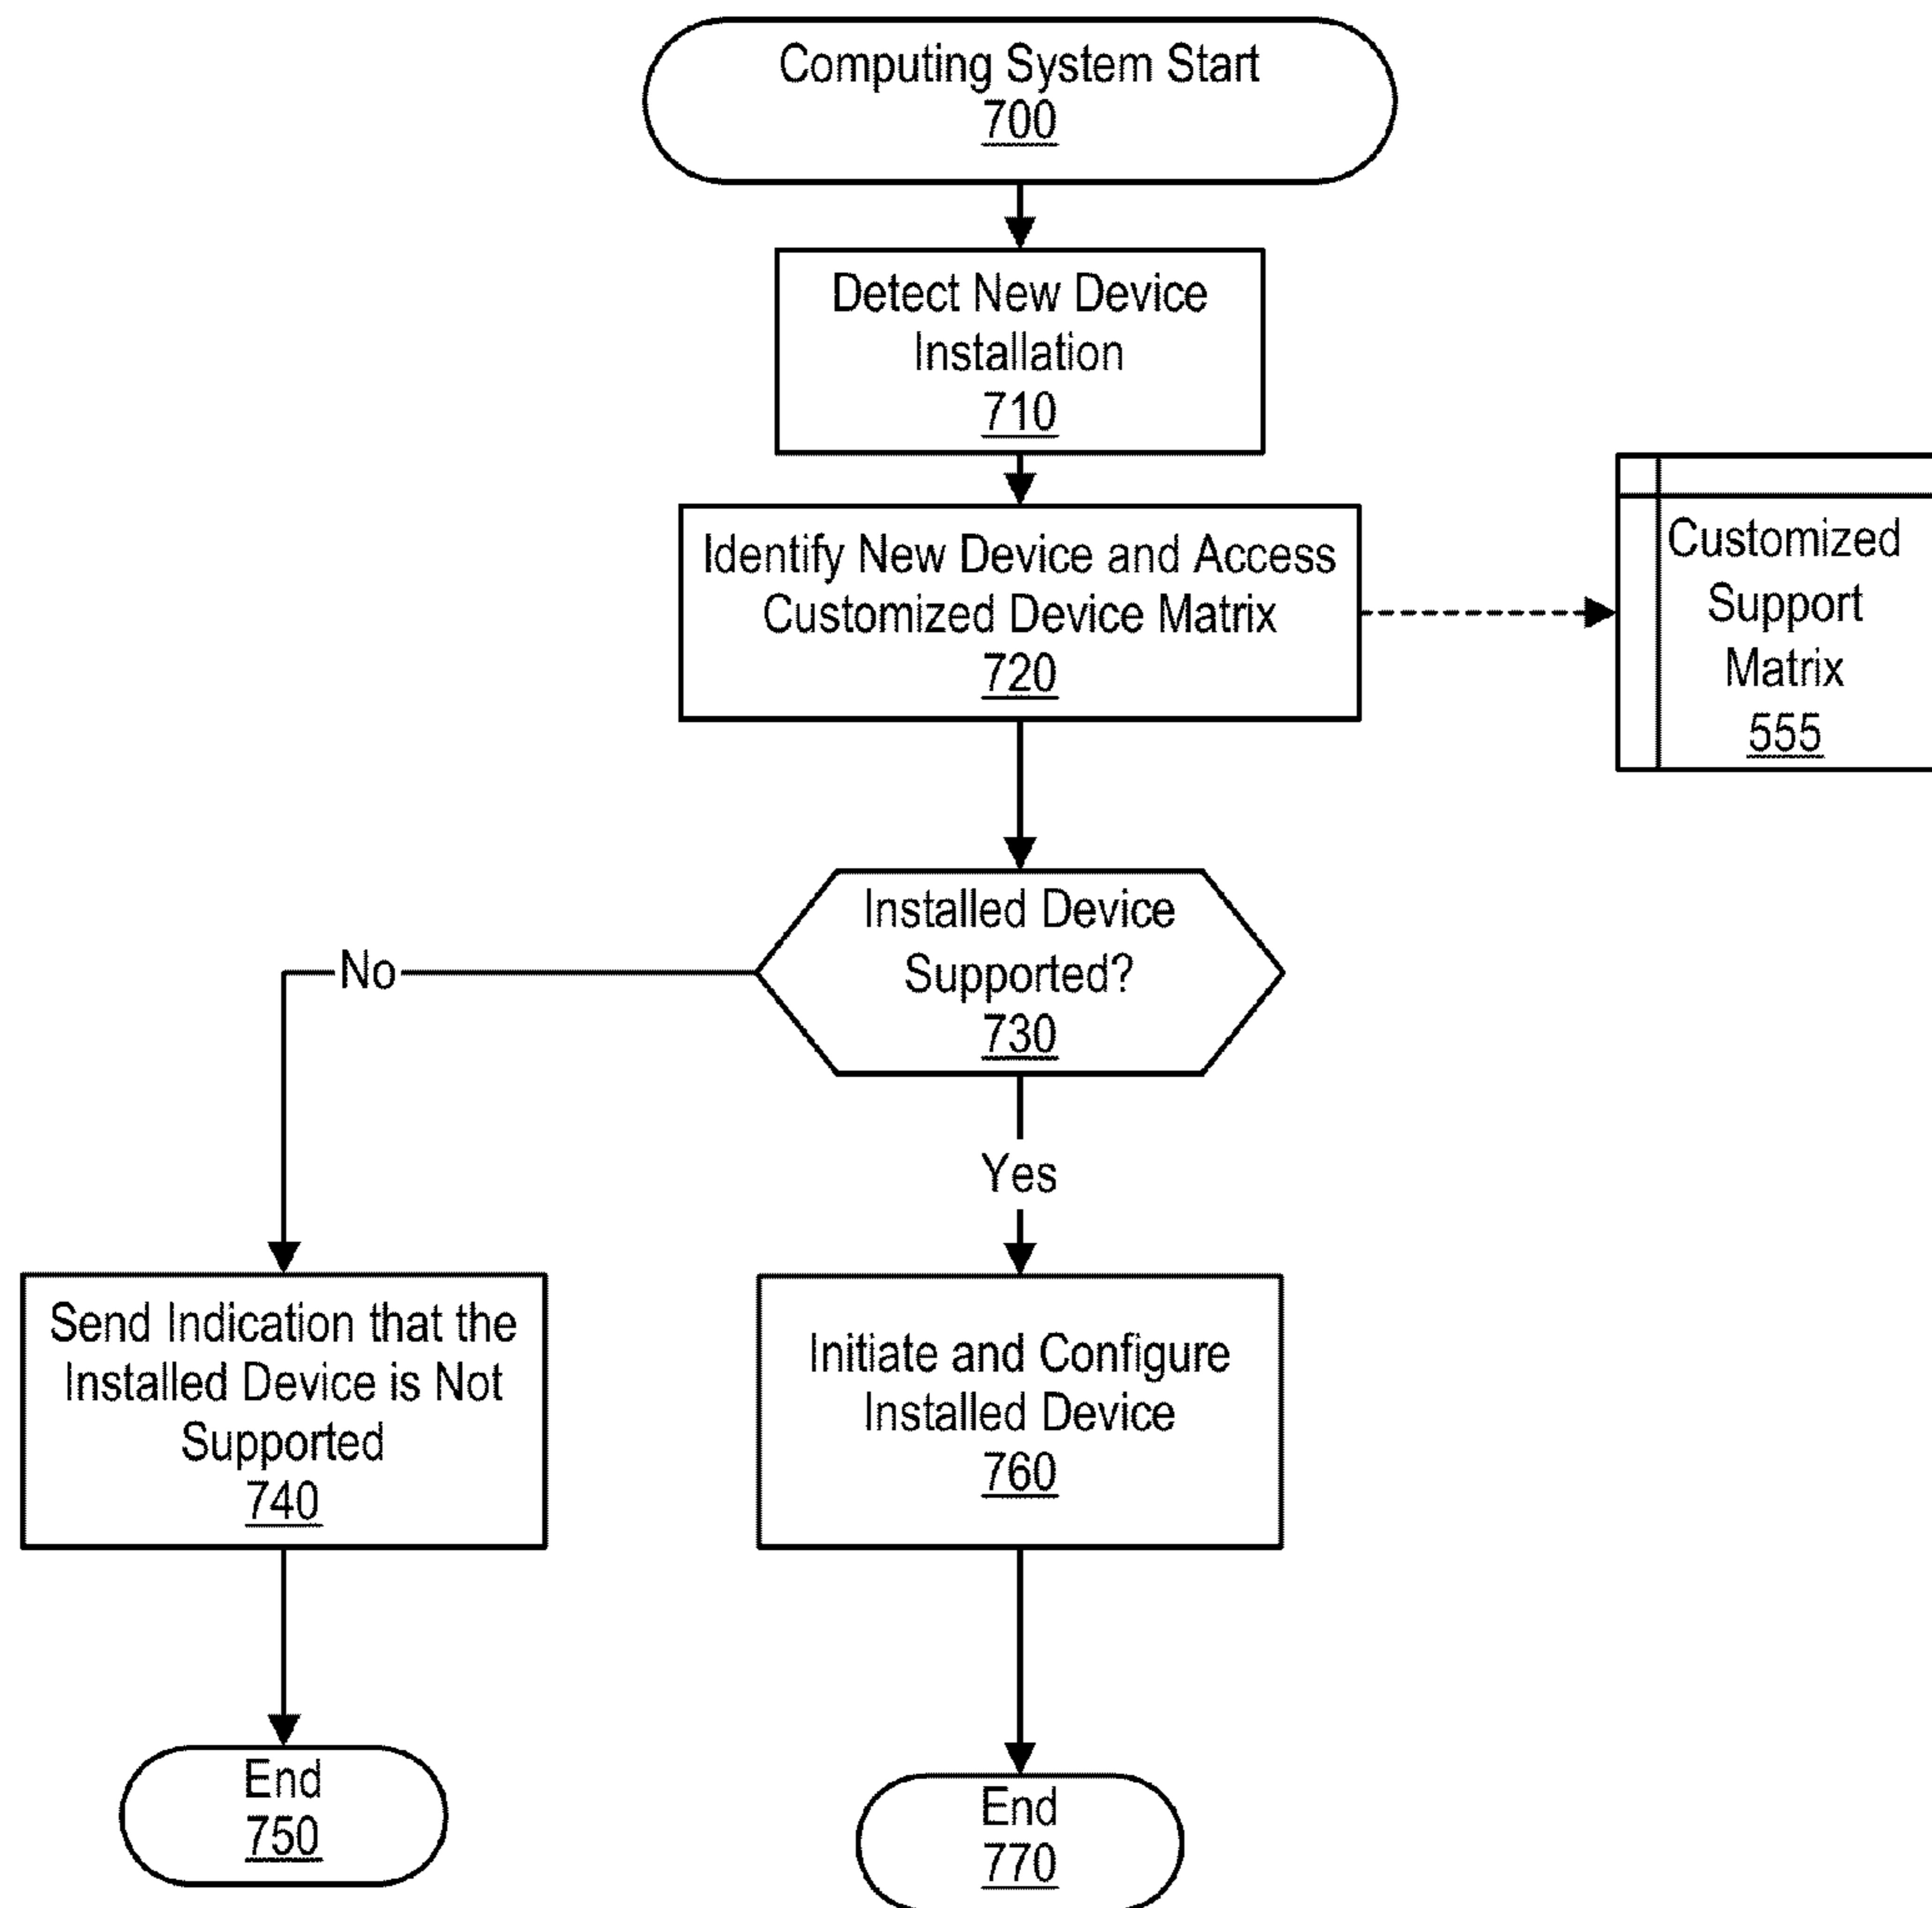 Computing System Start
700
Detect New Device
Installation
710
Identify New Device and Access
Customized Device Matrix
720
Customized
Support
Matrix
555
Installed Device
Supported?
730
No
Yes
Send Indication that the
Installed Device is Not
Supported
740
Initiate and Configure
Installed Device
760
End
750
End
770